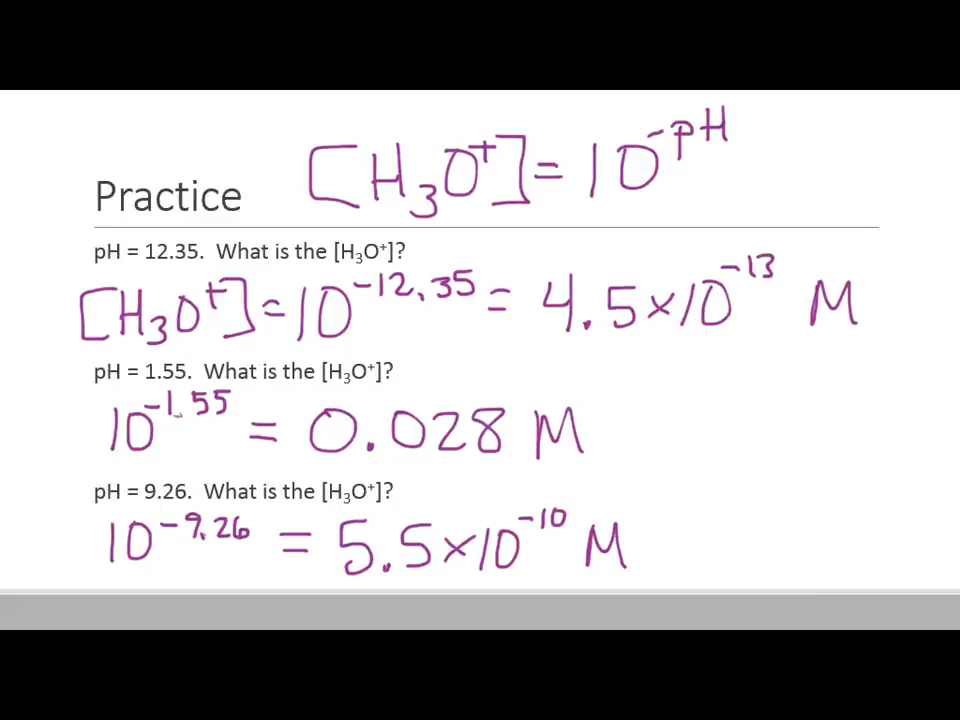 [H₃O⁺] = 10^-pH
Practice
pH = 12.35. What is the [H₃O⁺]?
[H₃O⁺] = 10^-12.35 = 4.5×10^-13 M
pH = 1.55. What is the [H₃O⁺]?
10^-1.55 = 0.028 M
pH = 9.26. What is the [H₃O⁺]?
10^-9.26 = 5.5×10^-10 M